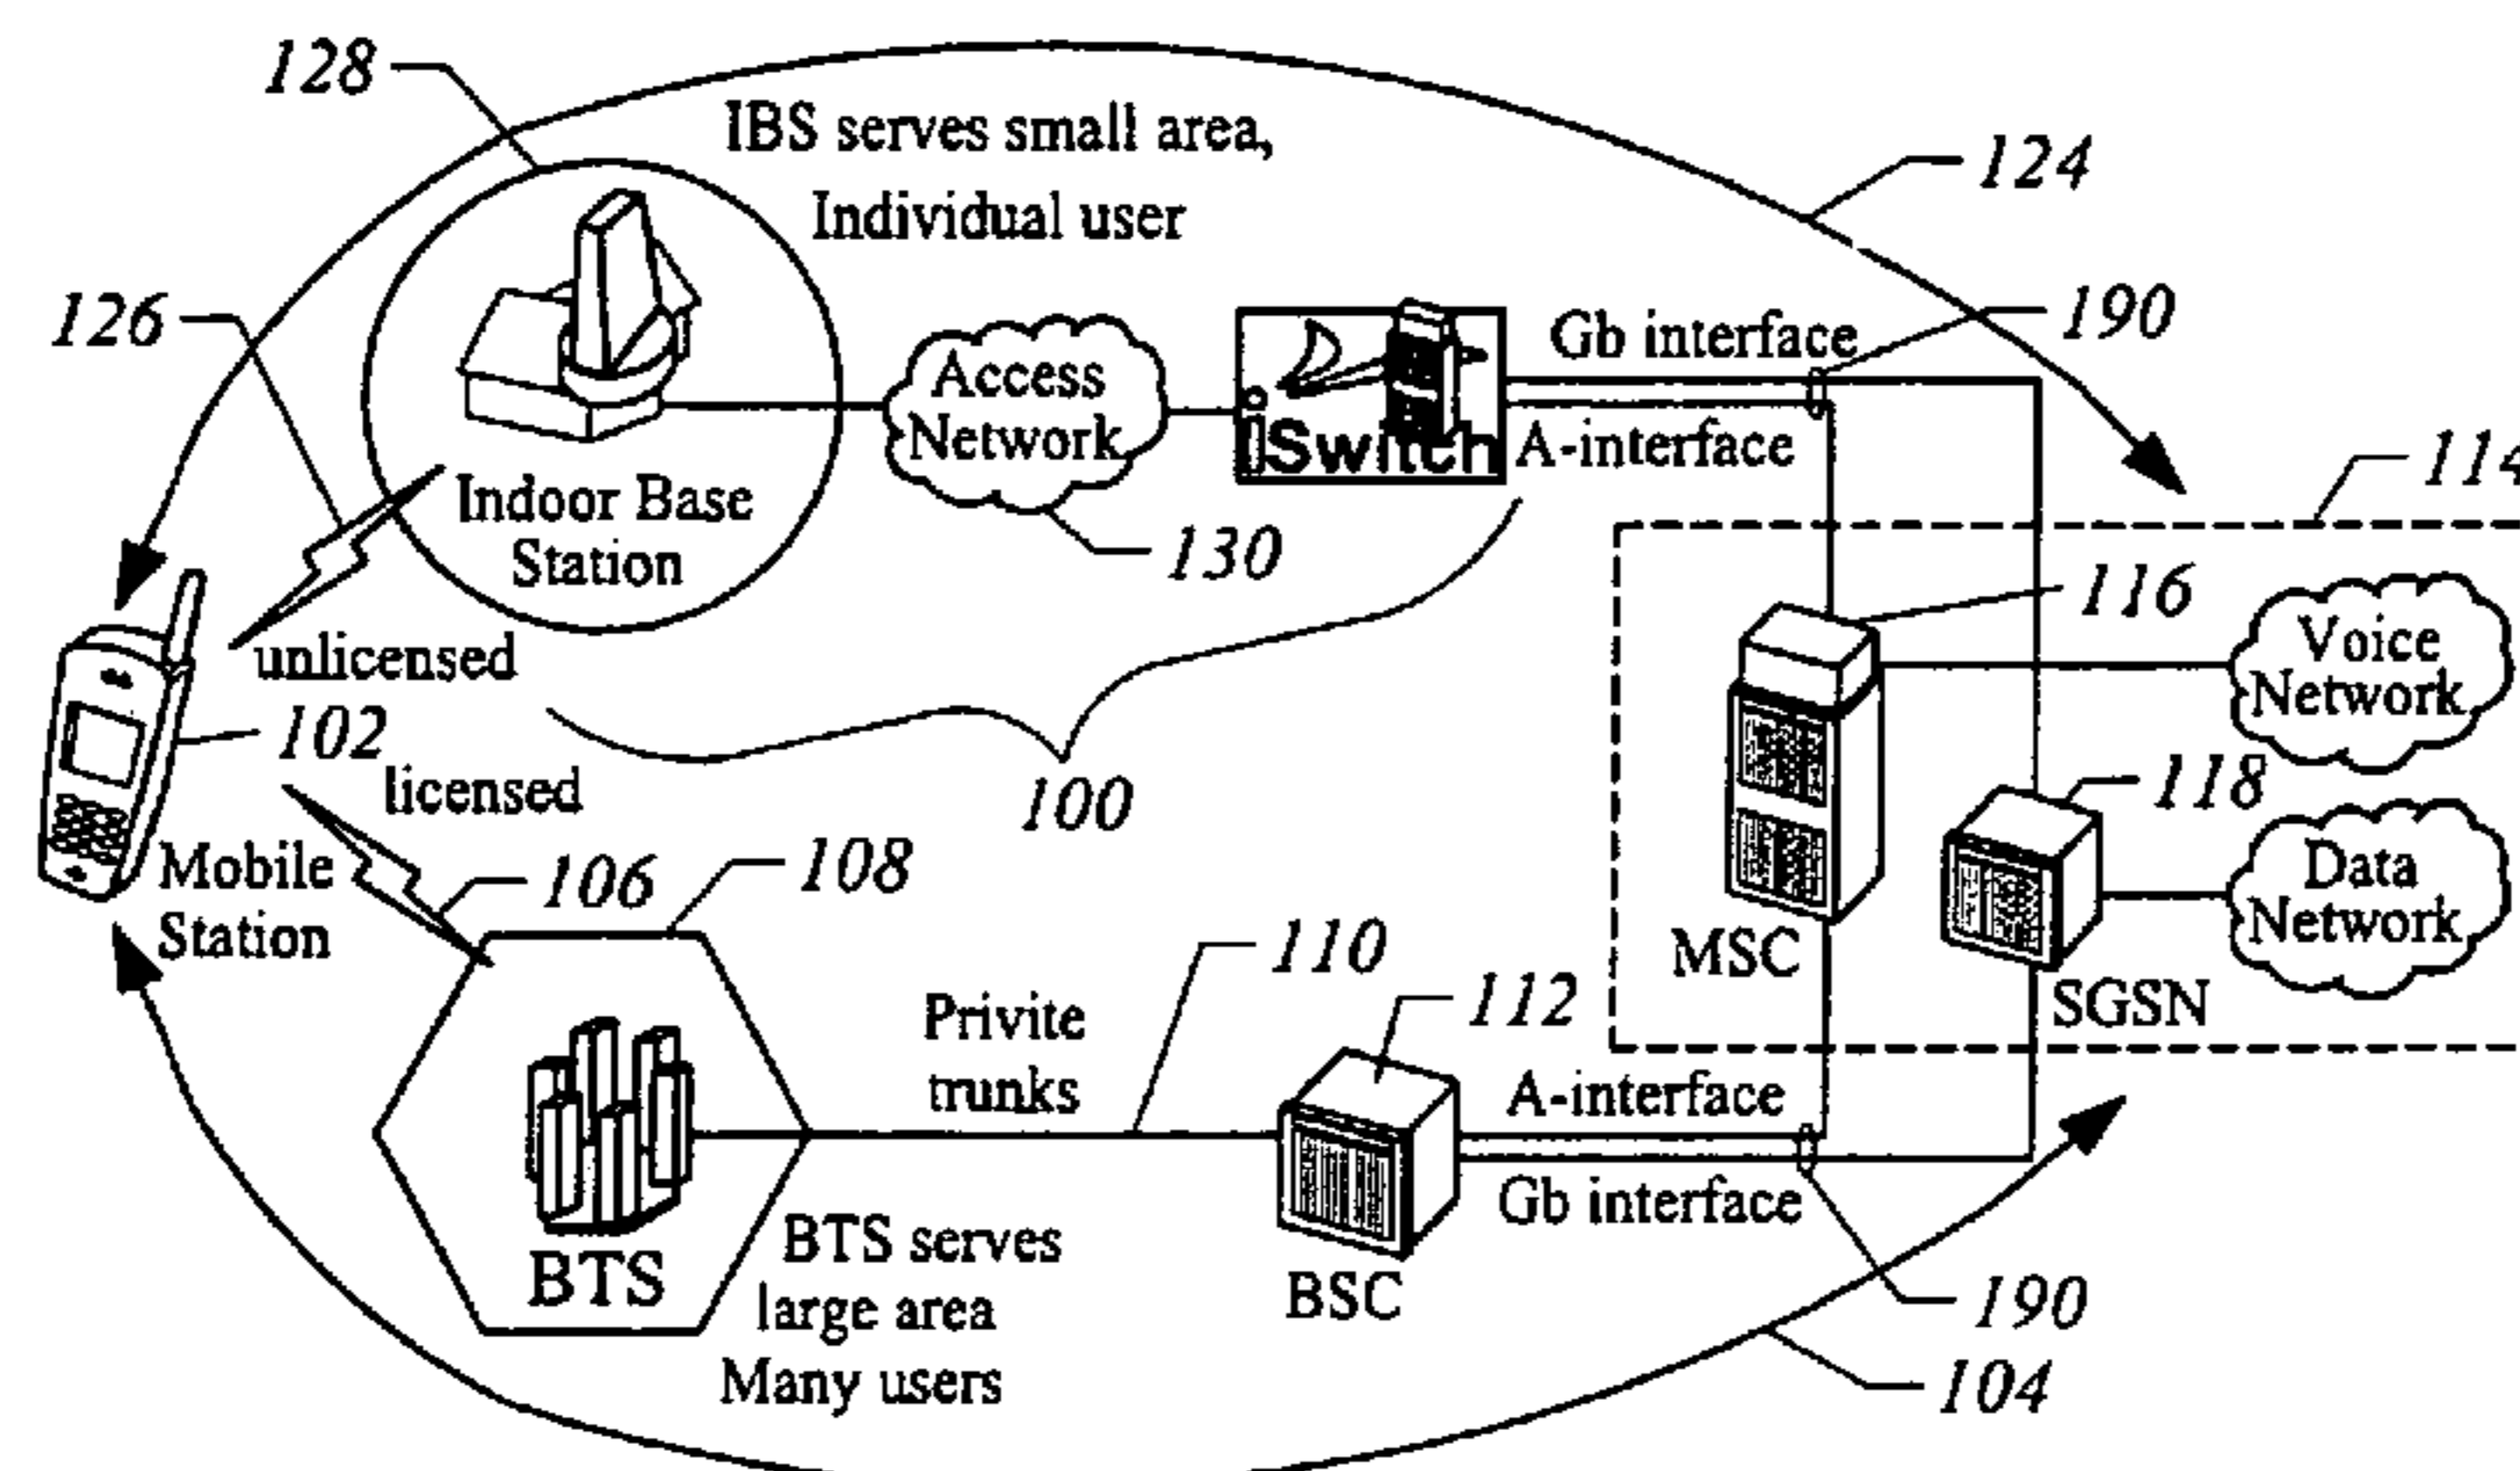 128
IBS serves small area,
Individual user
124
126
190
Gb interface
Access
Network
iSwitch
A-interface
114
Indoor Base
Station
130
116
Voice
Network
unlicensed
102
licensed
100
118
Mobile
Station
106
108
Data
Network
MSC
110
112
SGSN
Privite
trunks
A-interface
Gb interface
BTS
BTS serves
large area
Many users
BSC
190
104